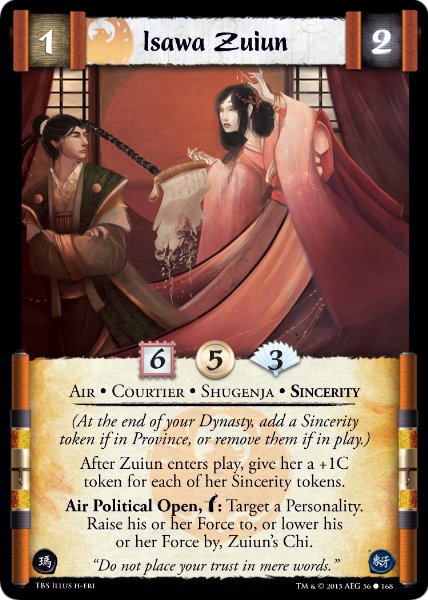 1 Isawa Zuiun 2
6 5 3
Air • Courtier • Shugenja • Sincerity
(At the end of your Dynasty, add a Sincerity
token if in Province, or remove them if in play.)
After Zuiun enters play, give her a +1C
token for each of her Sincerity tokens.
Air Political Open, : Target a Personality.
Raise his or her Force to, or lower his
or her Force by, Zuiun's Chi.
"Do not place your trust in mere words."
TBS ILLUS H-ERI TM & © 2015 AEG 56 ● 168